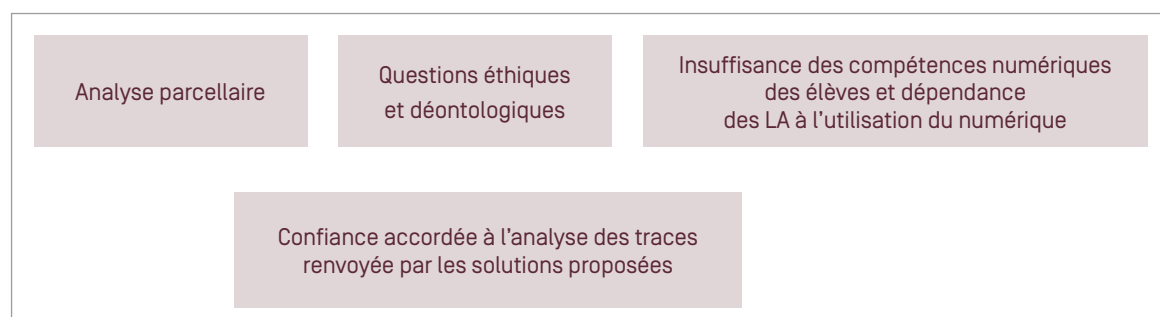 Analyse parcellaire
Questions éthiques
et déontologiques
Insuffisance des compétences numériques
des élèves et dépendance
des LA à l’utilisation du numérique
Confiance accordée à l’analyse des traces
renvoyée par les solutions proposées